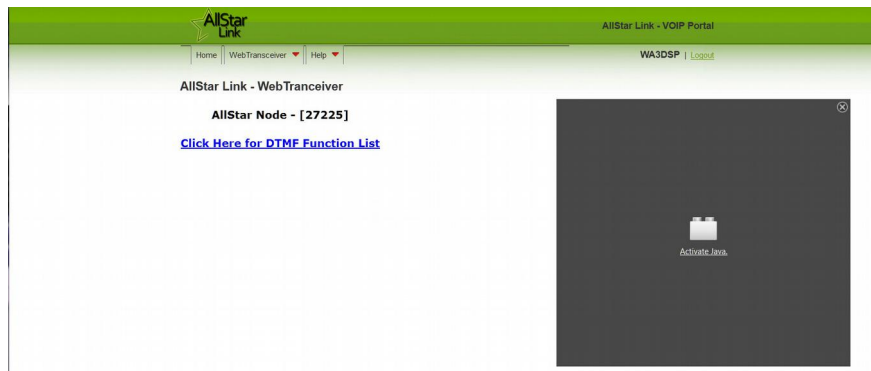 AllStar
Link
AllStar Link - VOIP Portal
Home
WebTransceiver
Help
WA3DSP | Logout
AllStar Link - WebTranceiver
AllStar Node - [27225]
Click Here for DTMF Function List
Activate Java.